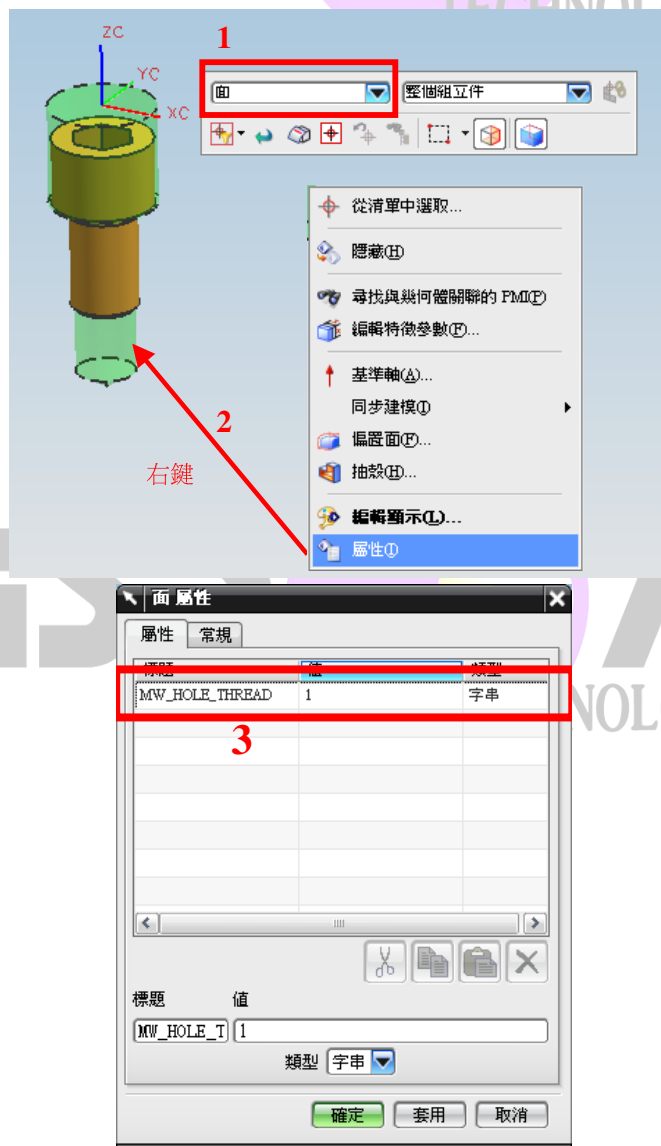 TECHNOL
ZC
YC
XC
1
面
整個組立件
從清單中選取...
隱藏(H)
尋找與幾何體關聯的 PMI(F)
編輯特徵參數(F)...
基準軸(A)...
同步建模(I)
偏置面(F)...
抽殼(H)...
編輯顯示(L)...
屬性(I)
2
右鍵
面 屬性
屬性 常規
標題 值 類型
MW_HOLE_THREAD 1 字串
3
NOL
標題 值
MW_HOLE_T 1
類型 字串
確定 套用 取消